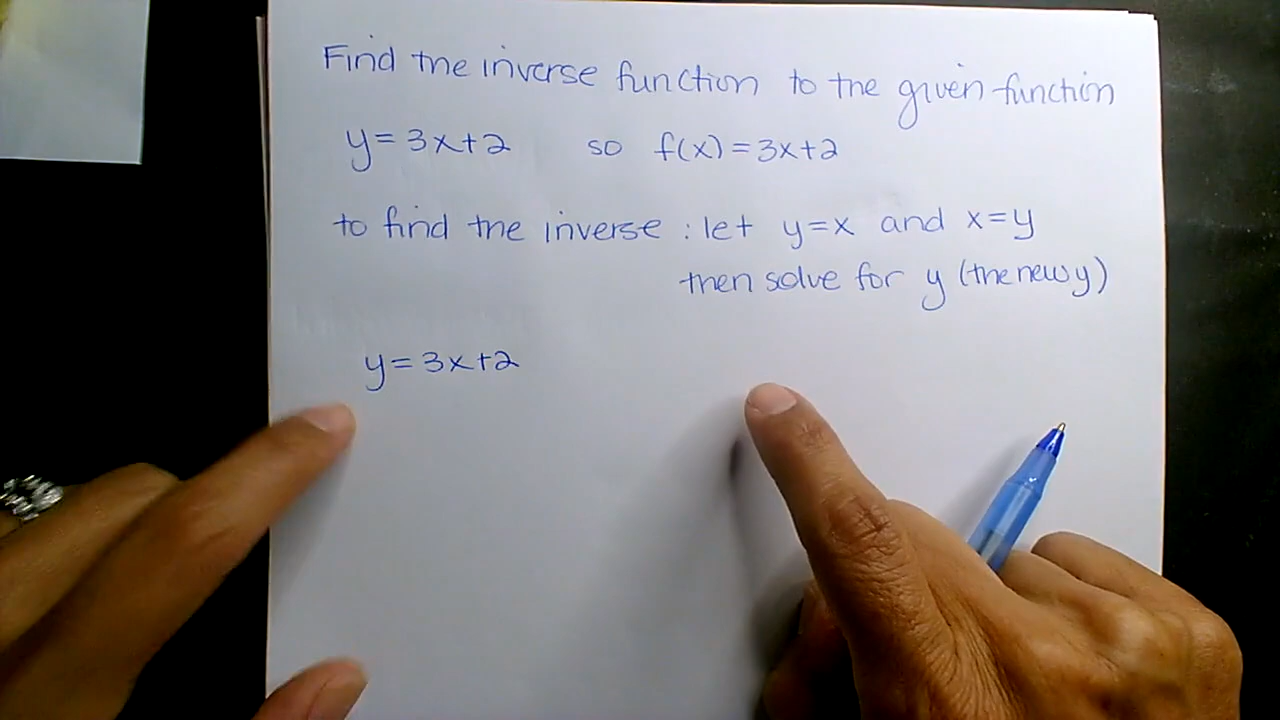 Find the inverse function to the given function
y=3x+2 so f(x)=3x+2
to find the inverse : let y=x and x=y
then solve for y (the new y)
y=3x+2